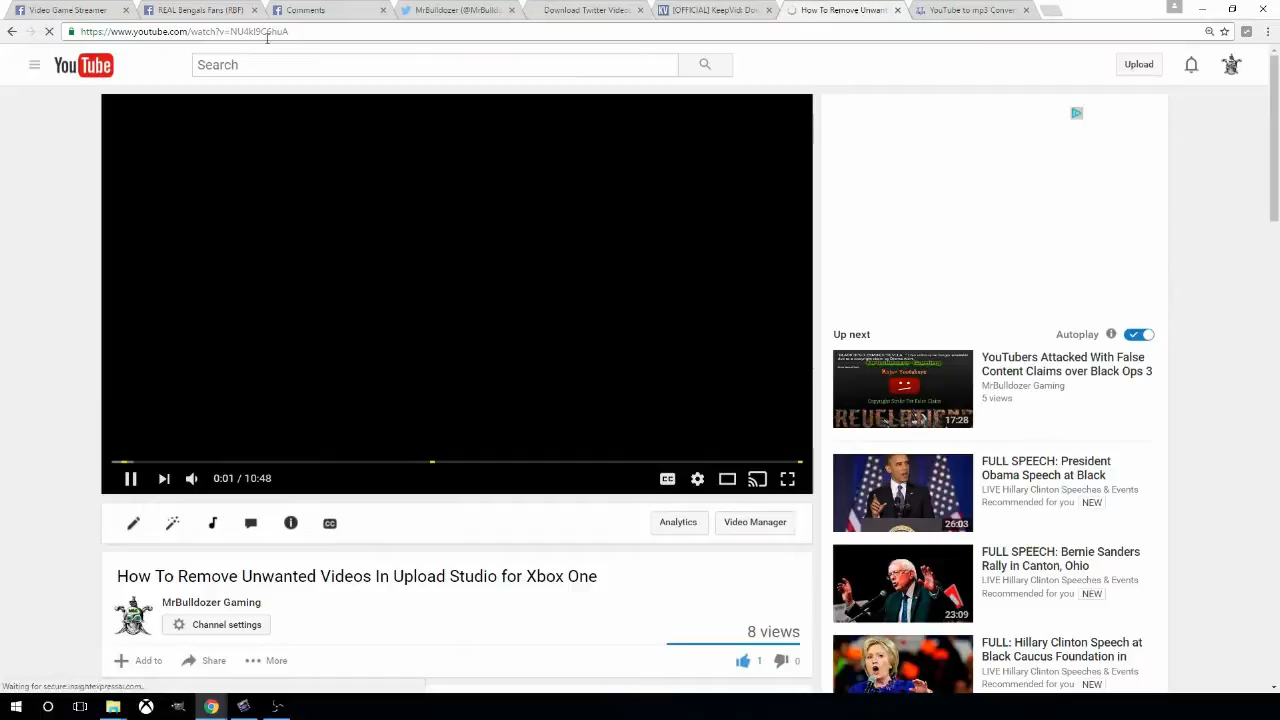 Video Game Streamer
REAL Bengals Fans (RBF)
Comments
MrBulldozer (@MrBulld
Download Twitter Videos
[OFFICIAL] KeepVid: Dow
How To Remove Unwant
YouTube to mp3 Convert
https://www.youtube.com/watch?v=
YouTube
Search
Upload
Up next
Autoplay
YouTubers Attacked With False
Content Claims over Black Ops 3
MrBulldozer Gaming
5 views
17:28
FULL SPEECH: President
Obama Speech at Black
LIVE Hillary Clinton Speeches & Events
Recommended for you NEW
26:03
FULL SPEECH: Bernie Sanders
Rally in Canton, Ohio
LIVE Hillary Clinton Speeches & Events
Recommended for you NEW
23:09
FULL: Hillary Clinton Speech at
Black Caucus Foundation in
LIVE Hillary Clinton Speeches & Events
Recommended for you NEW
0:01 / 10:48
CC
CC
Analytics
Video Manager
How To Remove Unwanted Videos In Upload Studio for Xbox One
MrBulldozer Gaming
Channel settings
8 views
Add to
Share
More
1
0
Waiting for secure.insightexpressai.com...